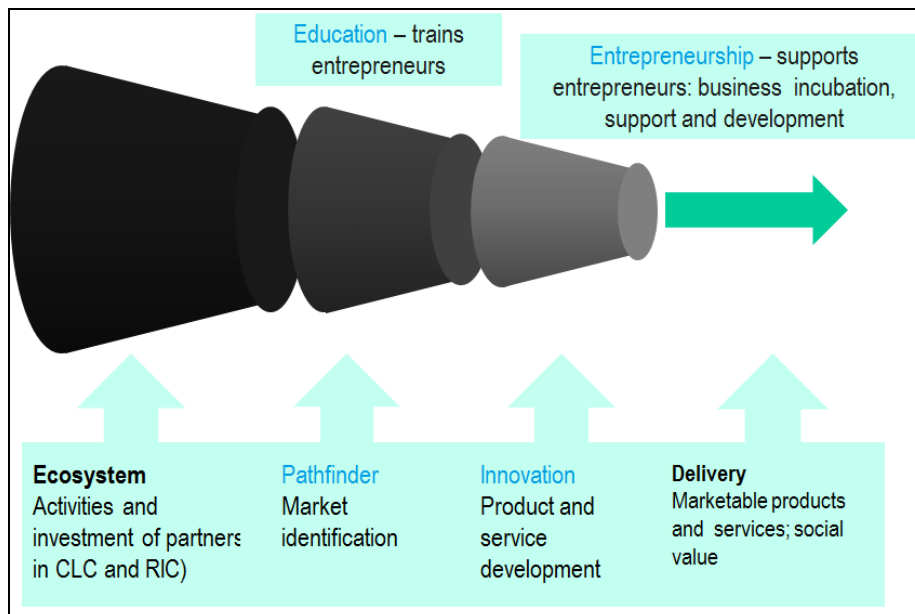 Education – trains
entrepreneurs
Entrepreneurship – supports
entrepreneurs: business incubation,
support and development
Ecosystem
Activities and
investment of partners
in CLC and RIC)
Pathfinder
Market
identification
Innovation
Product and
service
development
Delivery
Marketable products
and services; social
value